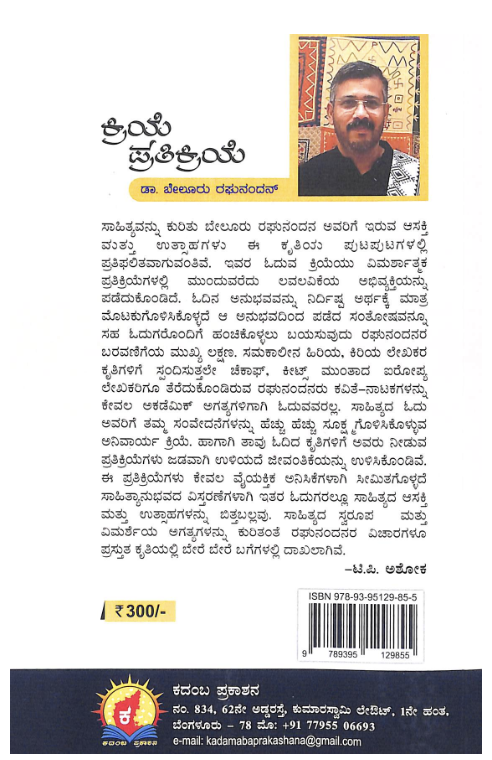 ಕ್ರಿಯೆ
ಪ್ರತಿಕ್ರಿಯೆ
ಡಾ. ಬೇಲೂರು ರಘುನಂದನ್
ಸಾಹಿತ್ಯವನ್ನು ಕುರಿತು ಬೇಲೂರು ರಘುನಂದನ ಅವರಿಗೆ ಇರುವ ಆಸಕ್ತಿ
ಮತ್ತು ಉತ್ಸಾಹಗಳು ಈ ಕೃತಿಯ ಪುಟಪುಟಗಳಲ್ಲಿ
ಪ್ರತಿಫಲಿತವಾಗುವಂತಿವೆ. ಇವರ ಓದುವ ಕ್ರಿಯೆಯು ವಿಮರ್ಶಾತ್ಮಕ
ಪ್ರತಿಕ್ರಿಯೆಗಳಲ್ಲಿ ಮುಂದುವರೆದು ಲವಲವಿಕೆಯ ಅಭಿವ್ಯಕ್ತಿಯನ್ನು
ಪಡೆದುಕೊಂಡಿದೆ. ಓದಿನ ಅನುಭವವನ್ನು ನಿರ್ದಿಷ್ಟ ಅರ್ಥಕ್ಕೆ ಮಾತ್ರ
ಮೊಟಕುಗೊಳಿಸಿಕೊಳ್ಳದೆ ಆ ಅನುಭವದಿಂದ ಪಡೆದ ಸಂತೋಷವನ್ನೂ
ಸಹ ಓದುಗರೊಂದಿಗೆ ಹಂಚಿಕೊಳ್ಳಲು ಬಯಸುವುದು ರಘುನಂದನರ
ಬರವಣಿಗೆಯ ಮುಖ್ಯ ಲಕ್ಷಣ. ಸಮಕಾಲೀನ ಹಿರಿಯ, ಕಿರಿಯ ಲೇಖಕರ
ಕೃತಿಗಳಿಗೆ ಸ್ಪಂದಿಸುತ್ತಲೇ ಚೆಕಾಫ್, ಕೀಟ್ಸ್ ಮುಂತಾದ ಐರೋಪ್ಯ
ಲೇಖಕರಿಗೂ ತೆರೆದುಕೊಂಡಿರುವ ರಘುನಂದನರು ಕವಿತೆ-ನಾಟಕಗಳನ್ನು
ಕೇವಲ ಅಕಡೆಮಿಕ್ ಅಗತ್ಯಗಳಿಗಾಗಿ ಓದುವವರಲ್ಲ. ಸಾಹಿತ್ಯದ ಓದು
ಅವರಿಗೆ ತಮ್ಮ ಸಂವೇದನೆಗಳನ್ನು ಹೆಚ್ಚು ಹೆಚ್ಚು ಸೂಕ್ಷ್ಮಗೊಳಿಸಿಕೊಳ್ಳುವ
ಅನಿವಾರ್ಯ ಕ್ರಿಯೆ. ಹಾಗಾಗಿ ತಾವು ಓದಿದ ಕೃತಿಗಳಿಗೆ ಅವರು ನೀಡುವ
ಪ್ರತಿಕ್ರಿಯೆಗಳು ಜಡವಾಗಿ ಉಳಿಯದೆ ಜೀವಂತಿಕೆಯನ್ನು ಉಳಿಸಿಕೊಂಡಿವೆ.
ಈ ಪ್ರತಿಕ್ರಿಯೆಗಳು ಕೇವಲ ವೈಯಕ್ತಿಕ ಅನಿಸಿಕೆಗಳಾಗಿ ಸೀಮಿತಗೊಳ್ಳದೆ
ಸಾಹಿತ್ಯಾನುಭವದ ವಿಸ್ತರಣೆಗಳಾಗಿ ಇತರ ಓದುಗರಲ್ಲೂ ಸಾಹಿತ್ಯದ ಆಸಕ್ತಿ
ಮತ್ತು ಉತ್ಸಾಹಗಳನ್ನು ಬಿತ್ತಬಲ್ಲವು. ಸಾಹಿತ್ಯದ ಸ್ವರೂಪ ಮತ್ತು
ವಿಮರ್ಶೆಯ ಅಗತ್ಯಗಳನ್ನು ಕುರಿತಂತೆ ರಘುನಂದನರ ವಿಚಾರಗಳೂ
ಪ್ರಸ್ತುತ ಕೃತಿಯಲ್ಲಿ ಬೇರೆ ಬೇರೆ ಬಗೆಗಳಲ್ಲಿ ದಾಖಲಾಗಿವೆ.
-ಟಿ.ಪಿ. ಅಶೋಕ
ISBN 978-93-95129-85-5
9 789395 129855
₹300/-
ಕ
ಕದಂಬ ಪ್ರಕಾಶನ
ಕದಂಬ ಪ್ರಕಾಶನ
ನಂ. 834, 62ನೇ ಅಡ್ಡರಸ್ತೆ, ಕುಮಾರಸ್ವಾಮಿ ಲೇಔಟ್, 1ನೇ ಹಂತ,
ಬೆಂಗಳೂರು - 78 ಮೊ: +91 77955 06693
e-mail: kadamabaprakashana@gmail.com